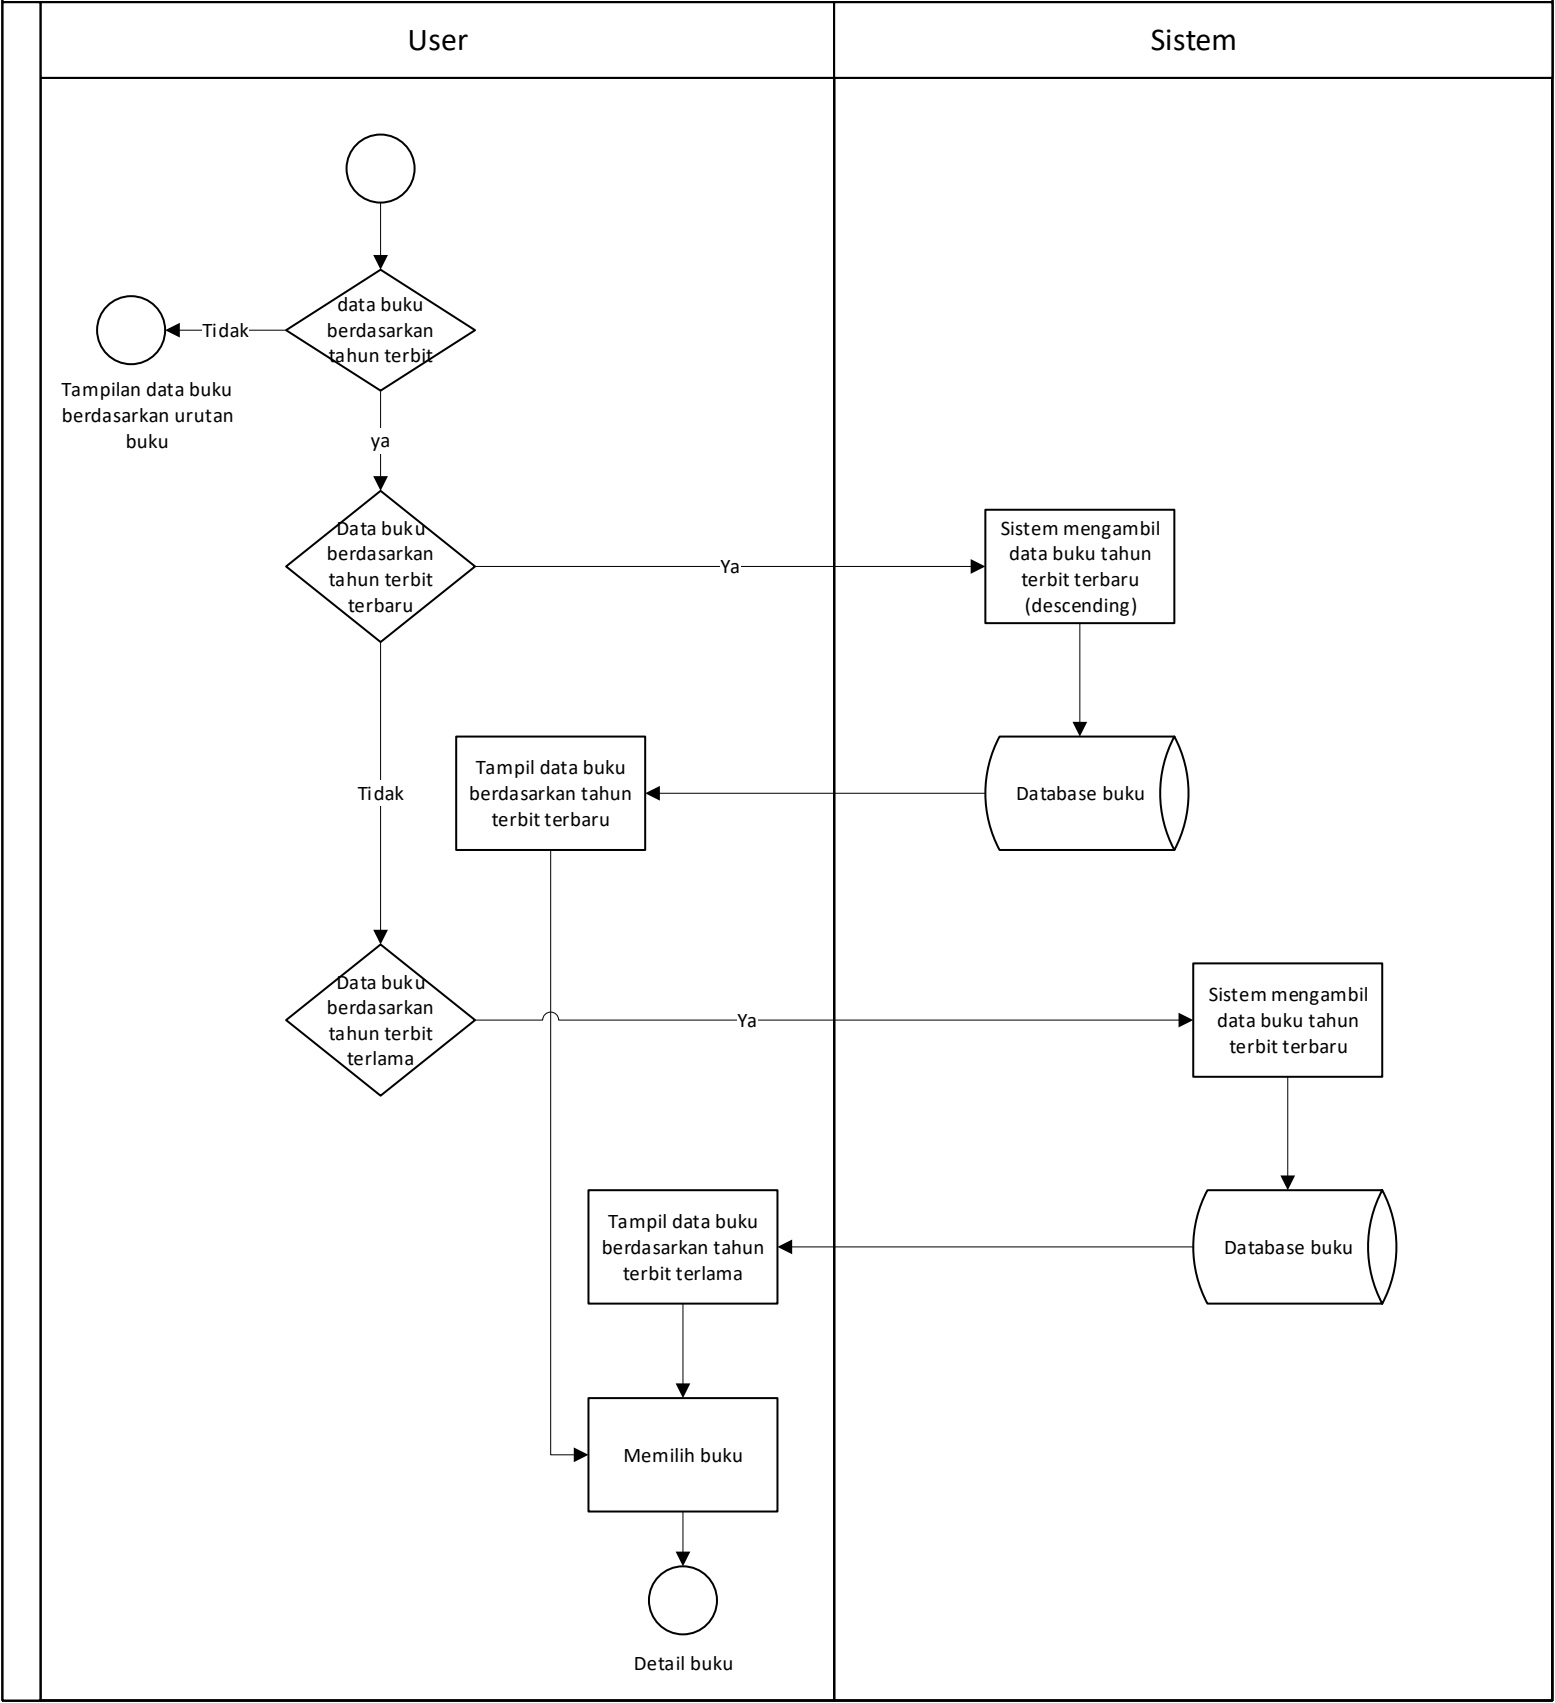 User
Sistem
data buku
berdasarkan
tahun terbit
Tidak
Tampilan data buku
berdasarkan urutan
buku
ya
Data buku
berdasarkan
tahun terbit
terbaru
Ya
Sistem mengambil
data buku tahun
terbit terbaru
(descending)
Tidak
Tampil data buku
berdasarkan tahun
terbit terbaru
Database buku
Data buku
berdasarkan
tahun terbit
terlama
Ya
Sistem mengambil
data buku tahun
terbit terbaru
Tampil data buku
berdasarkan tahun
terbit terlama
Database buku
Memilih buku
Detail buku